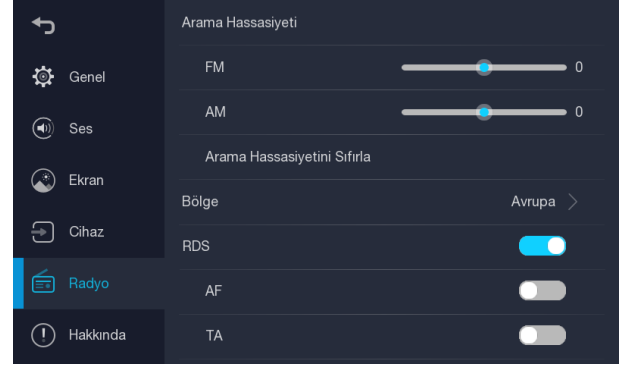 Arama Hassasiyeti
FM 0
Genel
AM 0
Ses
Arama Hassasiyetini Sıfırla
Ekran
Bölge Avrupa
Cihaz
RDS
Radyo
AF
Hakkında
TA